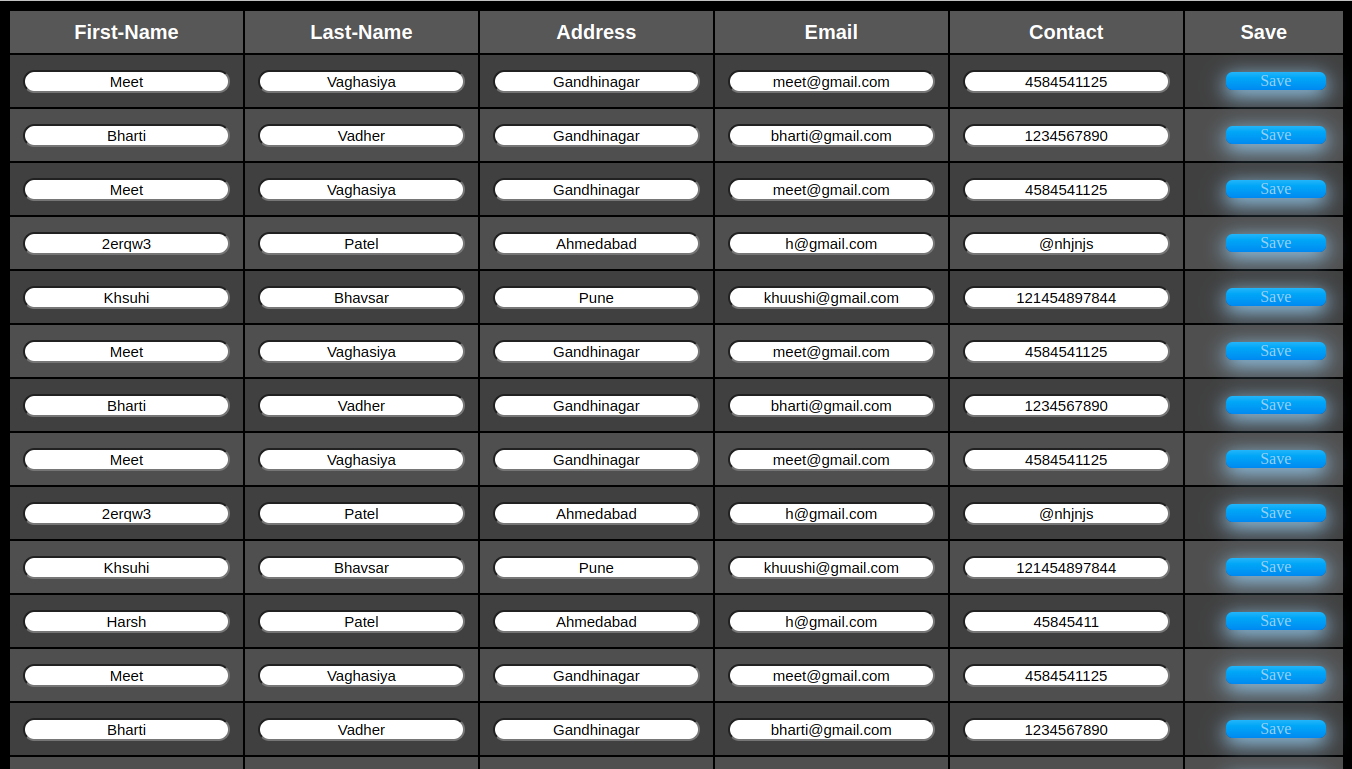 First-Name Last-Name Address Email Contact Save
Meet Vaghasiya Gandhinagar meet@gmail.com 4584541125 Save
Bharti Vadher Gandhinagar bharti@gmail.com 1234567890 Save
Meet Vaghasiya Gandhinagar meet@gmail.com 4584541125 Save
2erqw3 Patel Ahmedabad h@gmail.com @nhjnjs Save
Khsuhi Bhavsar Pune khuushi@gmail.com 121454897844 Save
Meet Vaghasiya Gandhinagar meet@gmail.com 4584541125 Save
Bharti Vadher Gandhinagar bharti@gmail.com 1234567890 Save
Meet Vaghasiya Gandhinagar meet@gmail.com 4584541125 Save
2erqw3 Patel Ahmedabad h@gmail.com @nhjnjs Save
Khsuhi Bhavsar Pune khuushi@gmail.com 121454897844 Save
Harsh Patel Ahmedabad h@gmail.com 45845411 Save
Meet Vaghasiya Gandhinagar meet@gmail.com 4584541125 Save
Bharti Vadher Gandhinagar bharti@gmail.com 1234567890 Save